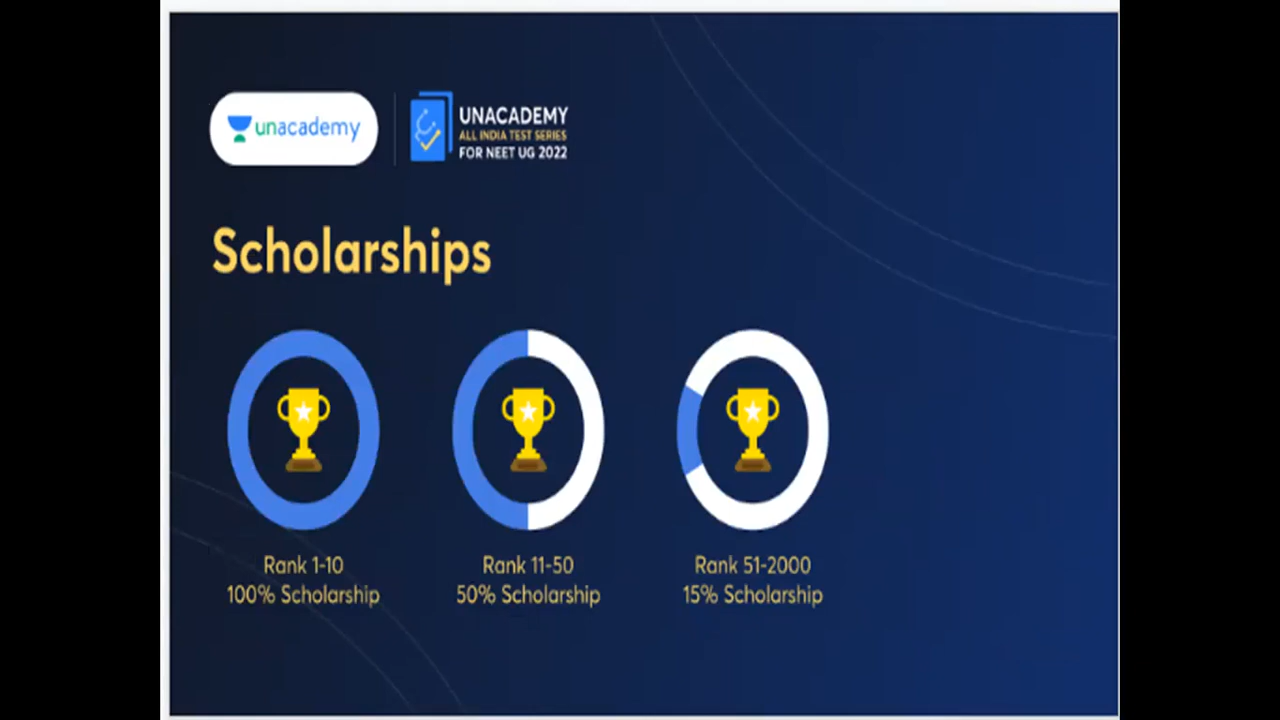 unacademy
UNACADEMY
ALL INDIA TEST SERIES
FOR NEET UG 2022
Scholarships
Rank 1-10
100% Scholarship
Rank 11-50
50% Scholarship
Rank 51-2000
15% Scholarship